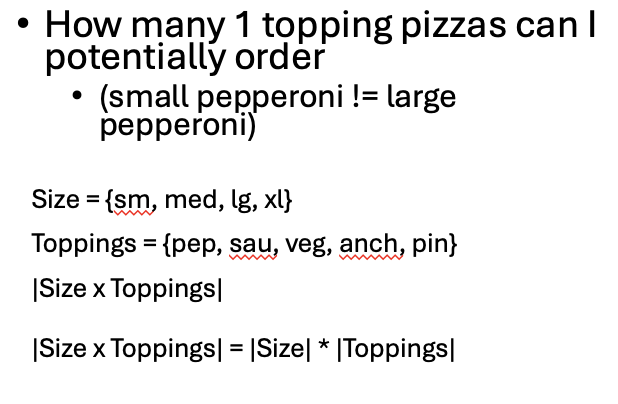 • How many 1 topping pizzas can I
potentially order
• (small pepperoni != large
pepperoni)
Size = {sm, med, lg, xl}
Toppings = {pep, sau, veg, anch, pin}
|Size x Toppings|
|Size x Toppings| = |Size| * |Toppings|